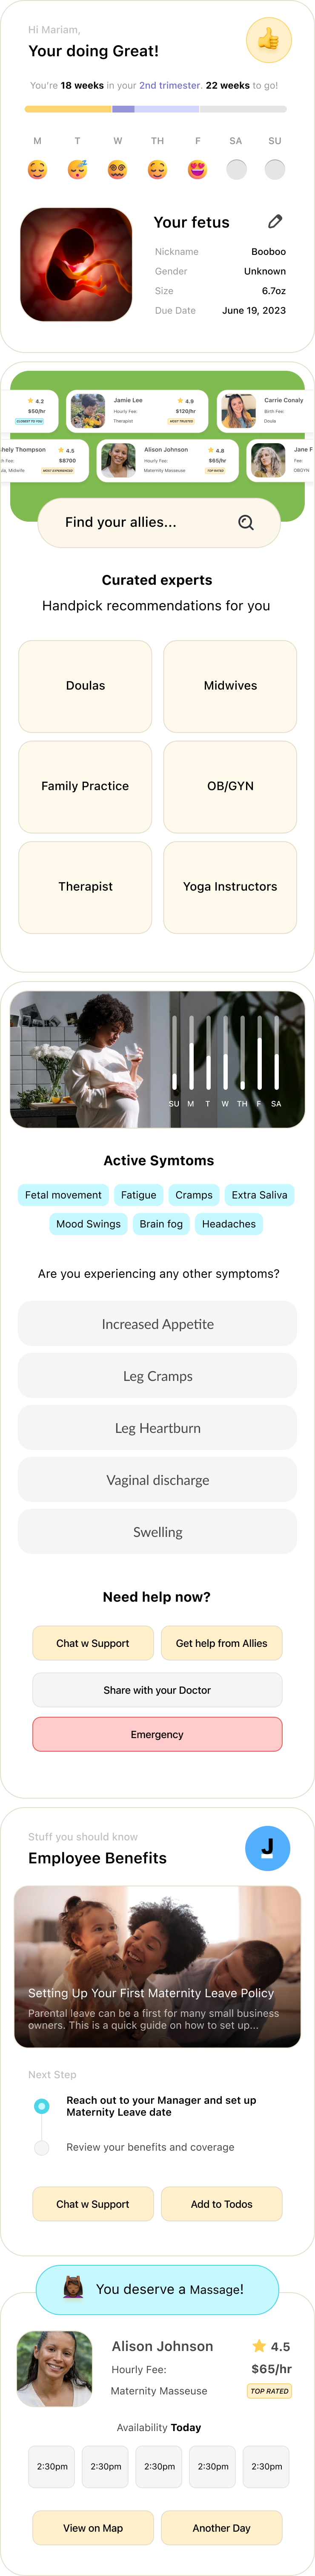 Hi Mariam,
Your doing Great!
You're 18 weeks in your 2nd trimester. 22 weeks to go!
M T W TH F SA SU
Your fetus
Nickname Booboo
Gender Unknown
Size 6.7oz
Due Date June 19, 2023
4.2
$50/hr
CLOSEST TO YOU
Jamie Lee 4.9
Hourly Fee: $120/hr
Therapist MOST TRUSTED
Carrie Conaly
Birth Fee:
Doula
hely Thompson 4.5
h Fee: $8700
la, Midwife MOST EXPERIENCED
Alison Johnson 4.8
Hourly Fee: $65/hr
Maternity Masseuse TOP RATED
Jane F
Fee:
OBGYN
Find your allies...
Curated experts
Handpick recommendations for you
Doulas Midwives
Family Practice OB/GYN
Therapist Yoga Instructors
SU M T W TH F SA
Active Symtoms
Fetal movement Fatigue Cramps Extra Saliva
Mood Swings Brain fog Headaches
Are you experiencing any other symptoms?
Increased Appetite
Leg Cramps
Leg Heartburn
Vaginal discharge
Swelling
Need help now?
Chat w Support Get help from Allies
Share with your Doctor
Emergency
Stuff you should know
Employee Benefits
J
Setting Up Your First Maternity Leave Policy
Parental leave can be a first for many small business
owners. This is a quick guide on how to set up...
Next Step
Reach out to your Manager and set up
Maternity Leave date
Review your benefits and coverage
Chat w Support Add to Todos
You deserve a Massage!
Alison Johnson 4.5
Hourly Fee: $65/hr
Maternity Masseuse TOP RATED
Availability Today
2:30pm 2:30pm 2:30pm 2:30pm 2:30pm
View on Map Another Day